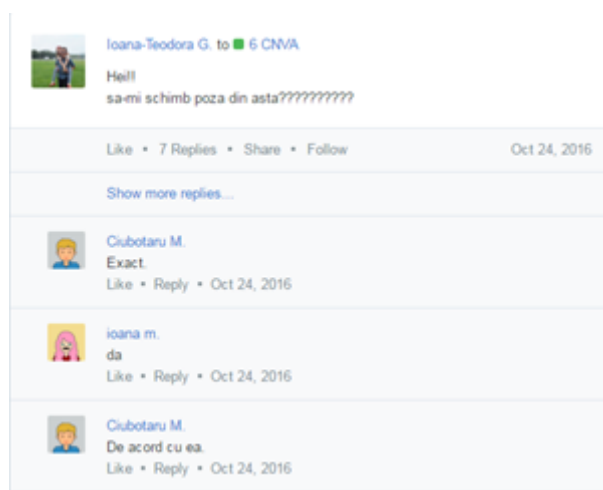 Ioana-Teodora G. to 6 CNVA
Hei!!
sa-mi schimb poza din asta??????????
Like • 7 Replies • Share • Follow Oct 24, 2016
Show more replies...
Ciubotaru M.
Exact.
Like • Reply • Oct 24, 2016
ioana m.
da
Like • Reply • Oct 24, 2016
Ciubotaru M.
De acord cu ea.
Like • Reply • Oct 24, 2016